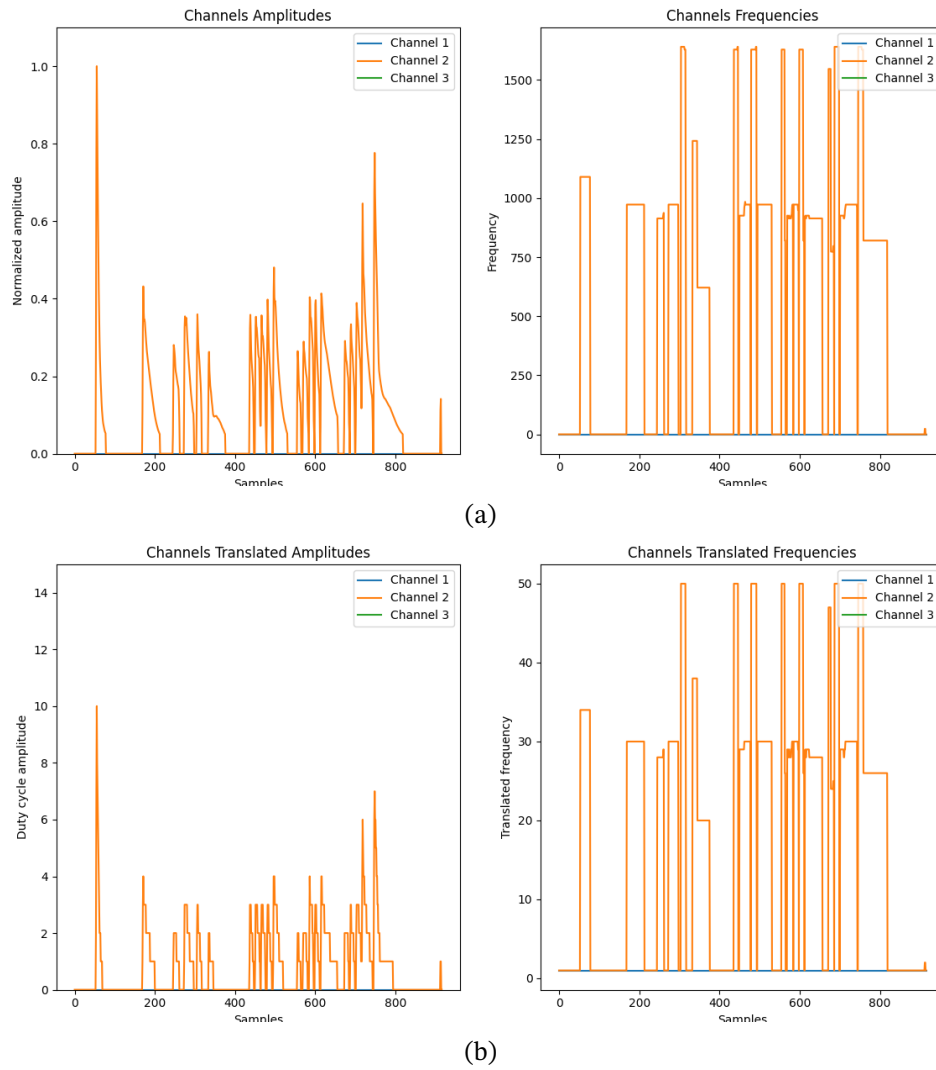 Channels Amplitudes
Normalized amplitude
1.0
0.8
0.6
0.4
0.2
0.0
0 200 400 600 800
Samples
Channel 1
Channel 2
Channel 3
Channels Frequencies
Frequency
1500
1250
1000
750
500
250
0
0 200 400 600 800
Samples
Channel 1
Channel 2
Channel 3
(a)
Channels Translated Amplitudes
Duty cycle amplitude
14
12
10
8
6
4
2
0
0 200 400 600 800
Samples
Channel 1
Channel 2
Channel 3
Channels Translated Frequencies
Translated frequency
50
40
30
20
10
0
0 200 400 600 800
Samples
Channel 1
Channel 2
Channel 3
(b)